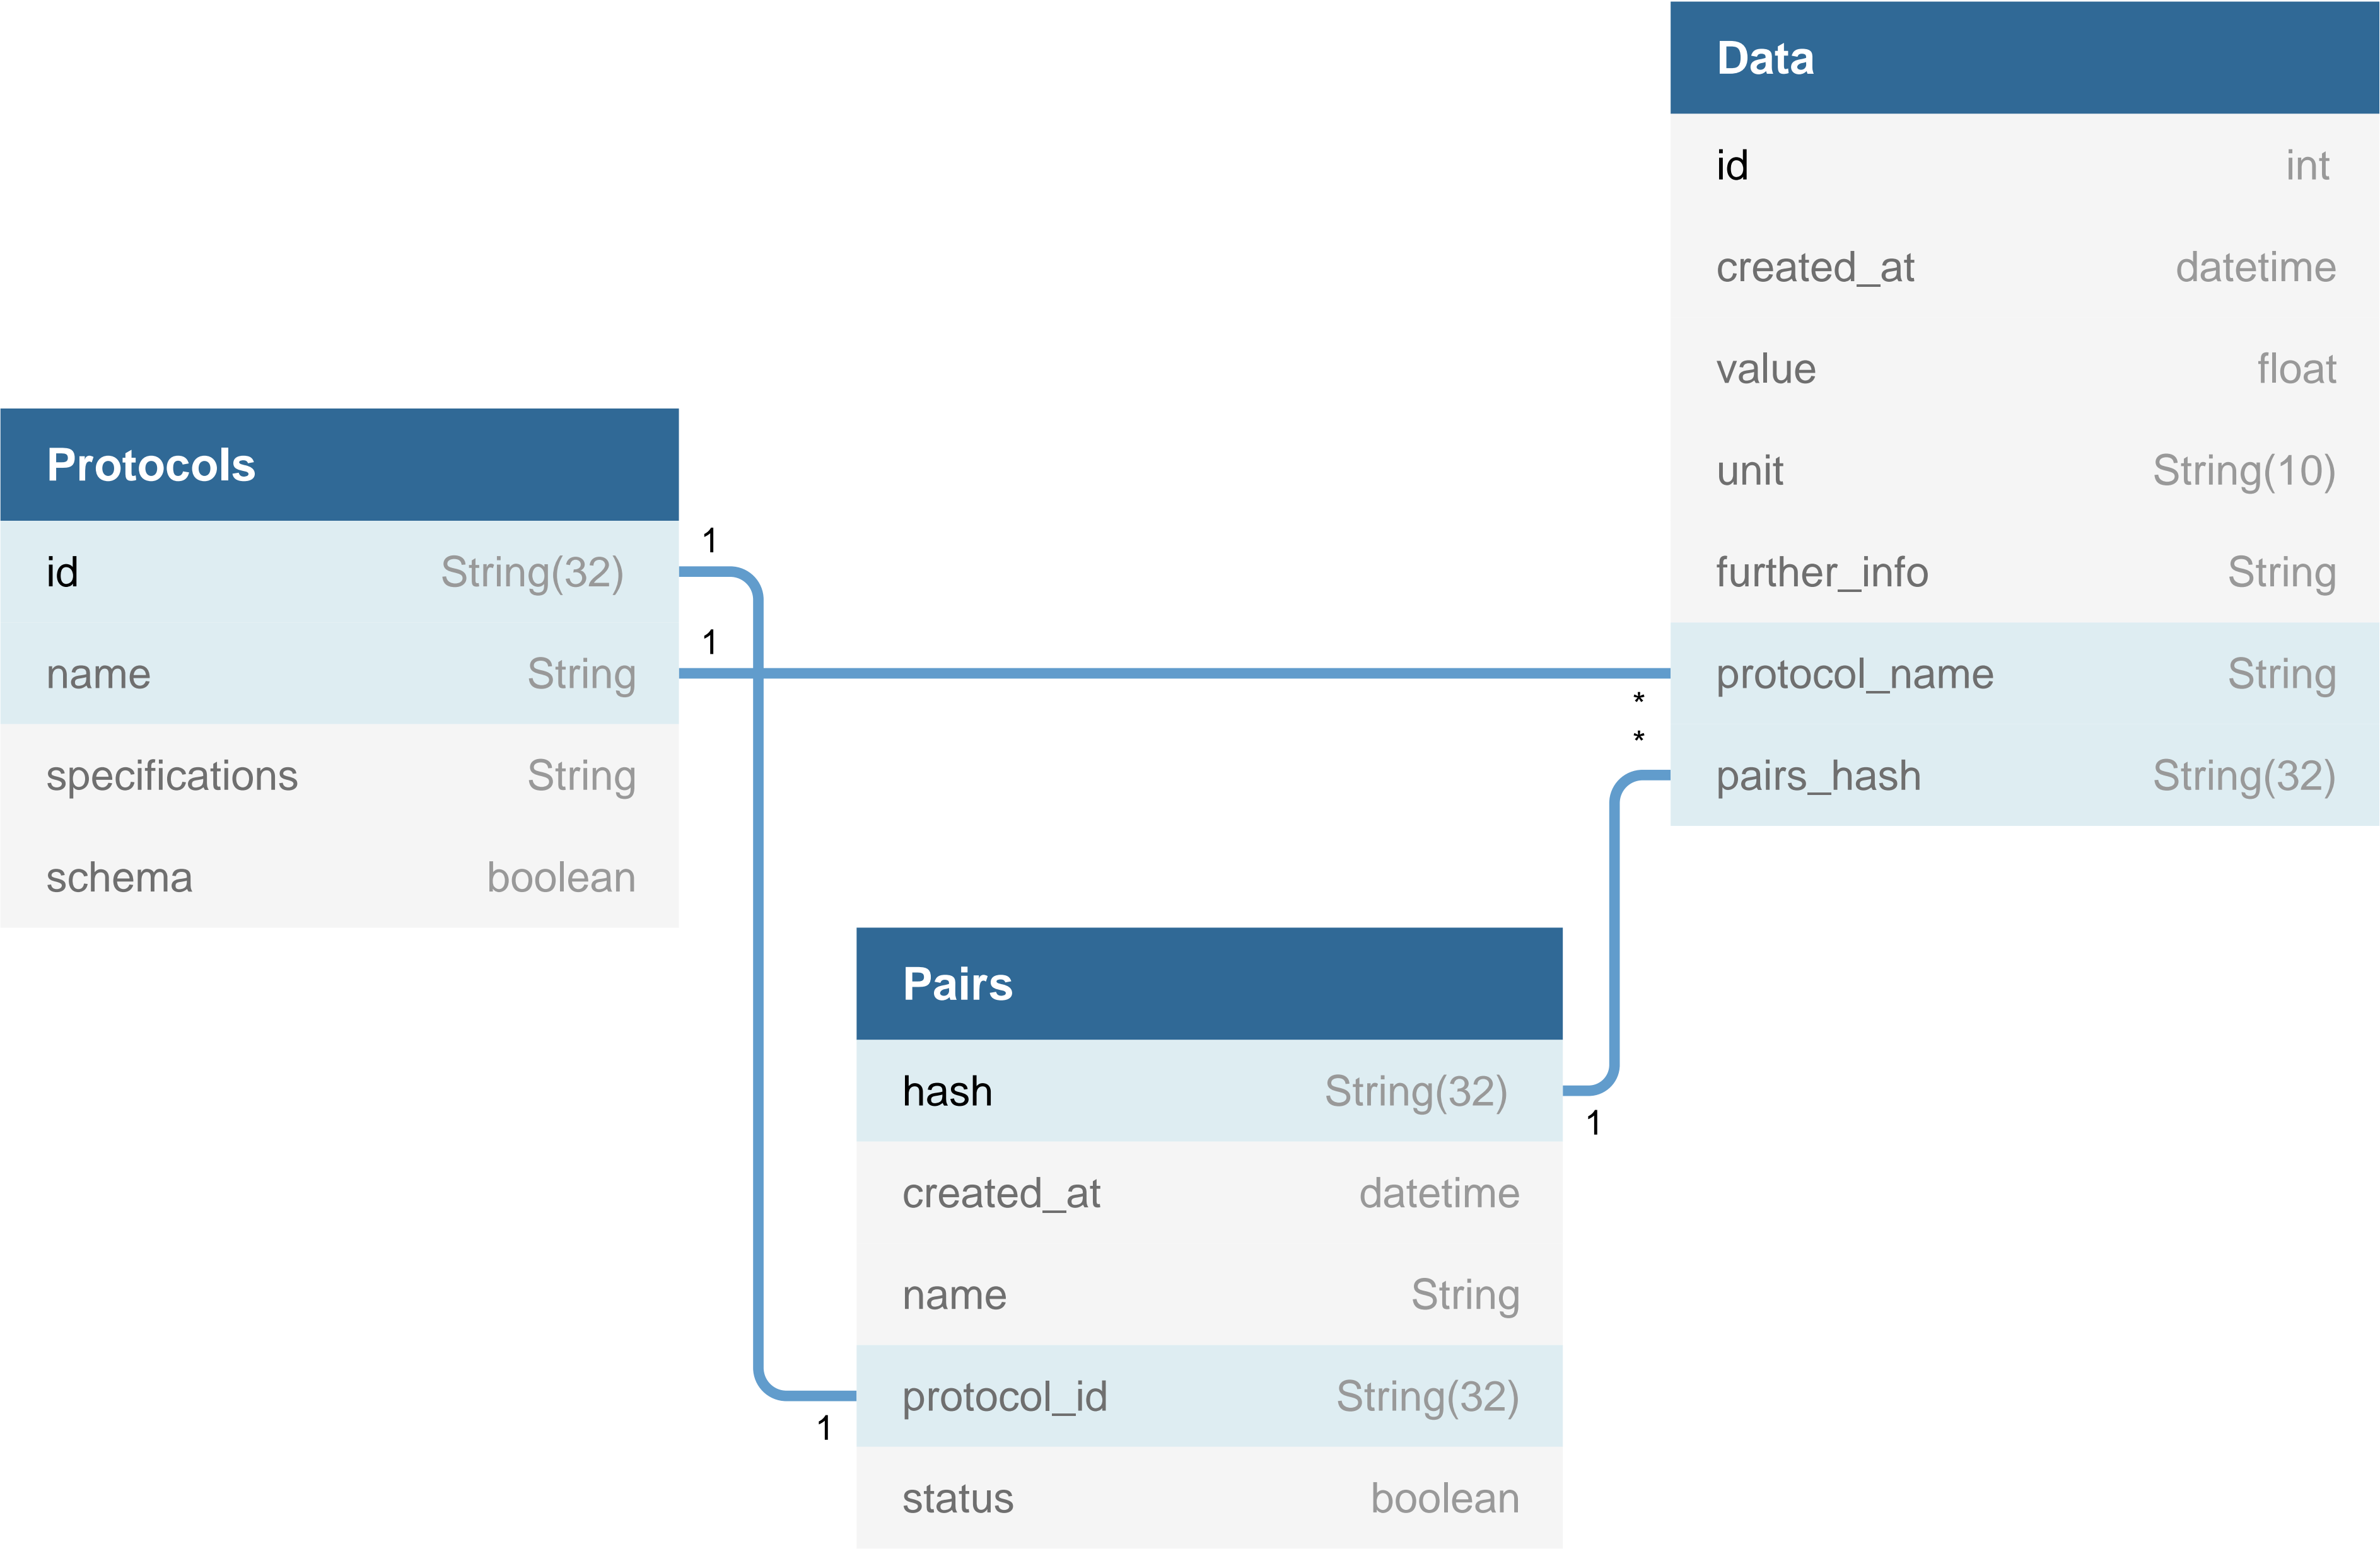 Data
id int
created_at datetime
value float
unit String(10)
further_info String
protocol_name String
pairs_hash String(32)
Protocols
id String(32)
name String
specifications String
schema boolean
1
1
*
*
Pairs
hash String(32)
created_at datetime
name String
protocol_id String(32)
status boolean
1
1